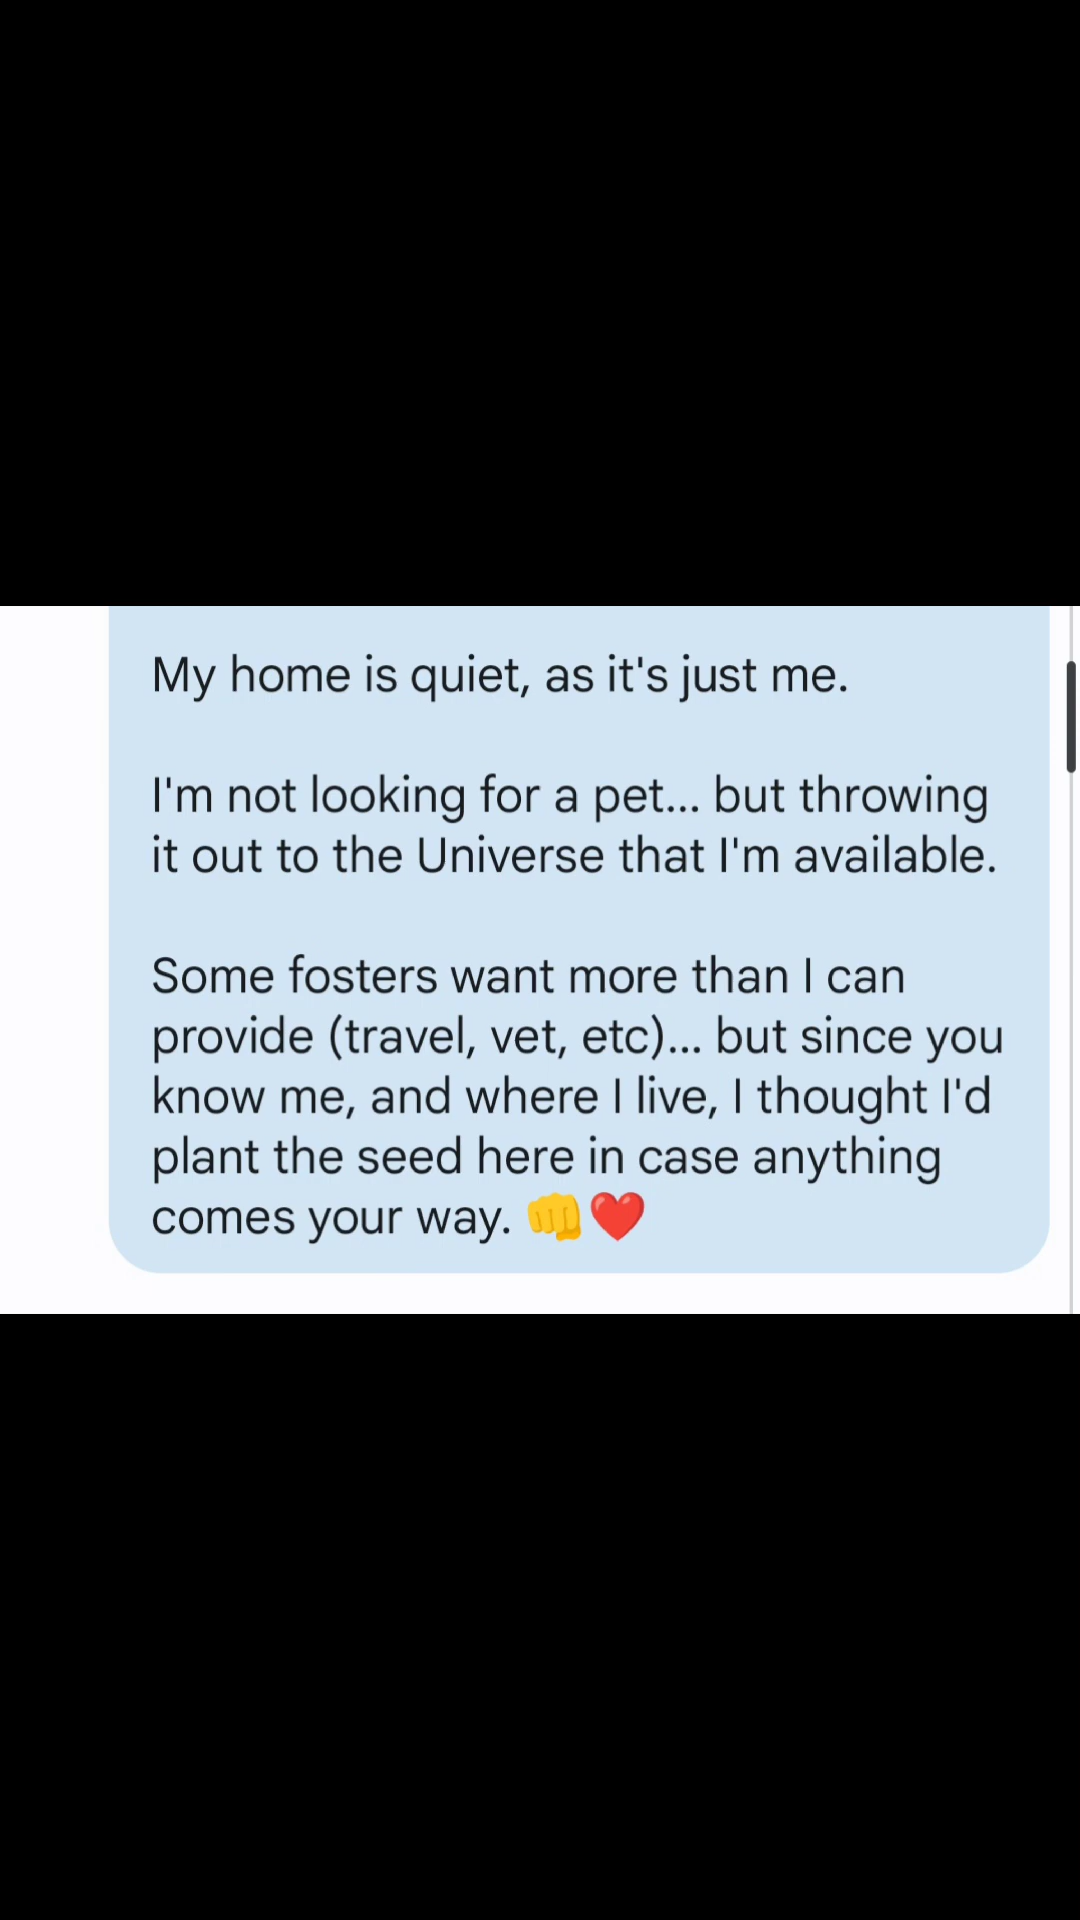 My home is quiet, as it's just me.
I'm not looking for a pet... but throwing
it out to the Universe that I'm available.
Some fosters want more than I can
provide (travel, vet, etc)... but since you
know me, and where I live, I thought I'd
plant the seed here in case anything
comes your way. 👊❤️